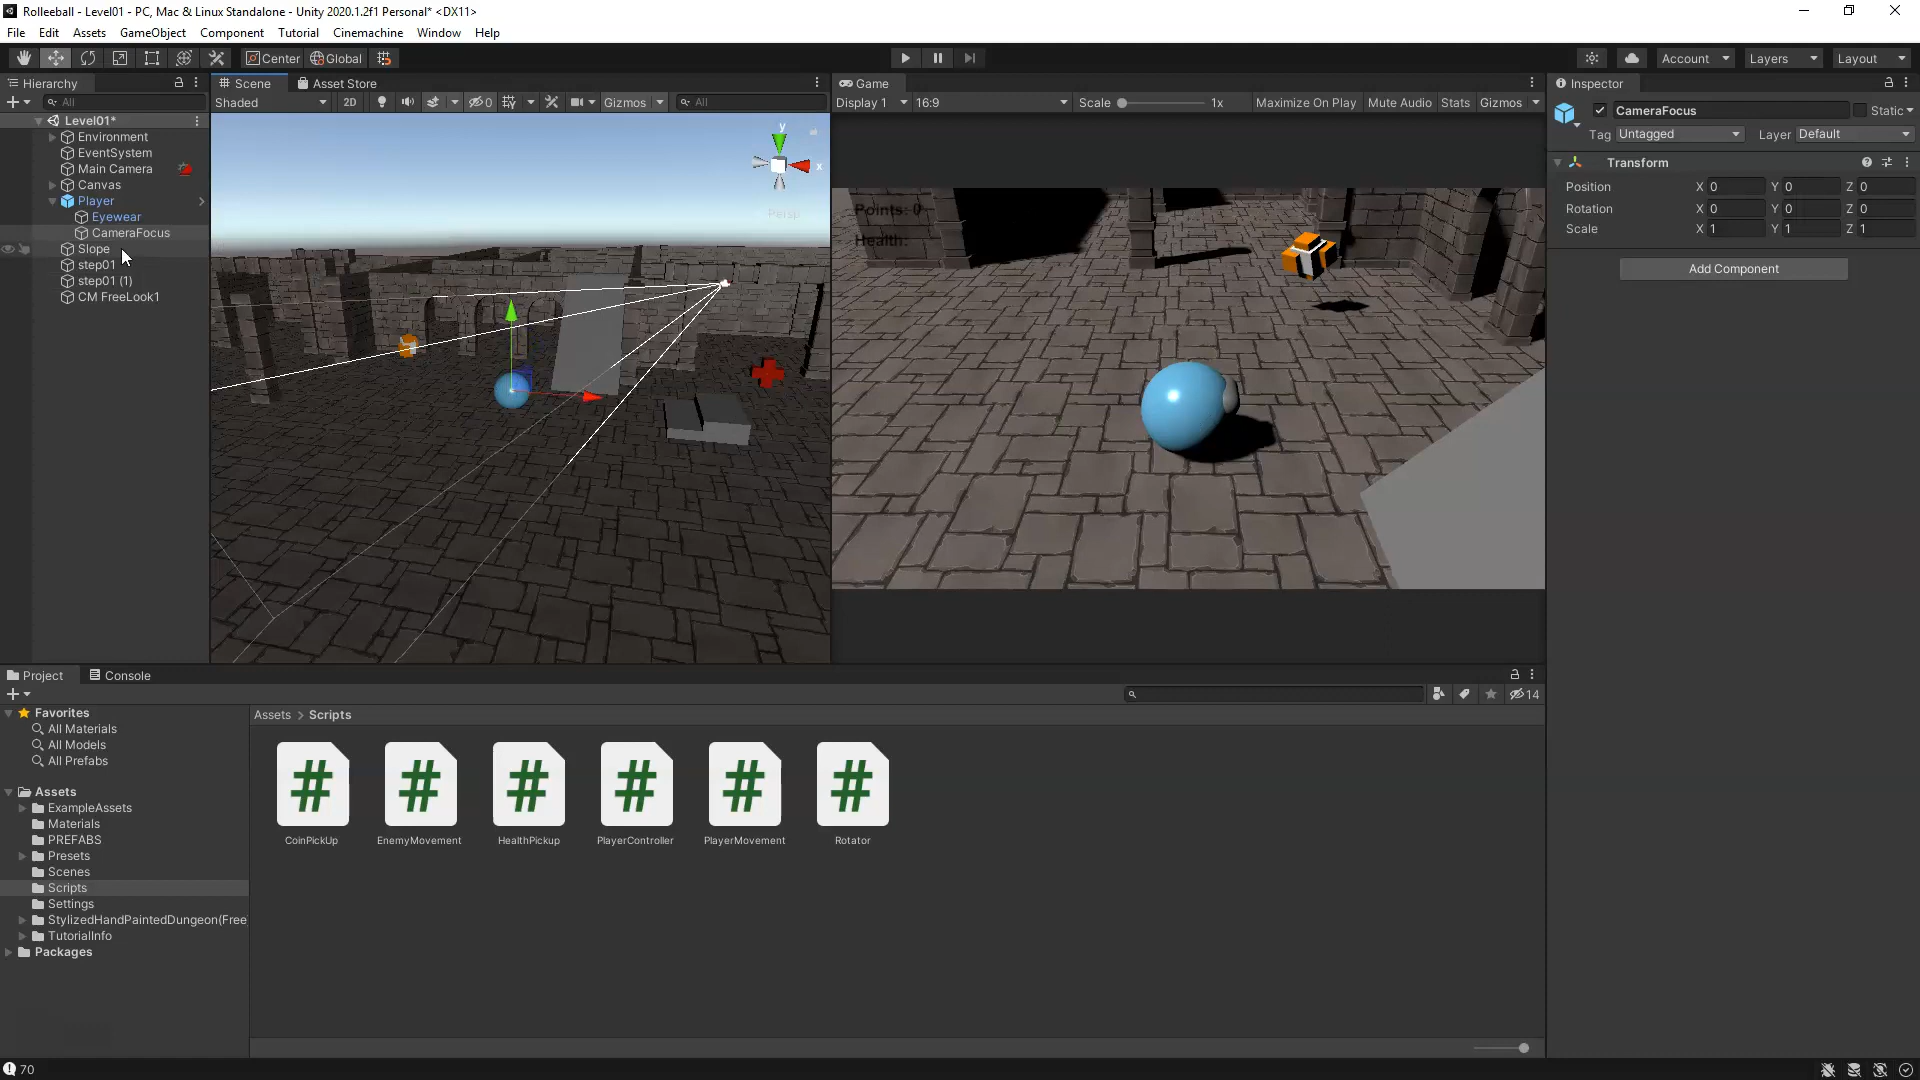 Rolleeball - Level01 - PC, Mac & Linux Standalone - Unity 2020.1.2f1 Personal* <DX11>
File Edit Assets GameObject Component Tutorial Cinemachine Window Help
Center Global
Account Layers Layout
Hierarchy
All
Level01*
Environment
EventSystem
Main Camera
Canvas
Player
Eyewear
CameraFocus
Slope
step01
step01 (1)
CM FreeLook1
Scene Asset Store
Shaded 2D 0 Gizmos All
y
x
Persp
Game
Display 1 16:9 Scale 1x Maximize On Play Mute Audio Stats Gizmos
Points: 0
Health:
Inspector
CameraFocus Static
Tag Untagged Layer Default
Transform
Position X 0 Y 0 Z 0
Rotation X 0 Y 0 Z 0
Scale X 1 Y 1 Z 1
Add Component
Project Console
14
Favorites
All Materials
All Models
All Prefabs
Assets
ExampleAssets
Materials
PREFABS
Presets
Scenes
Scripts
Settings
StylizedHandPaintedDungeon(Free
TutorialInfo
Packages
Assets > Scripts
# # # # # #
CoinPickUp EnemyMovement HealthPickup PlayerController PlayerMovement Rotator
70